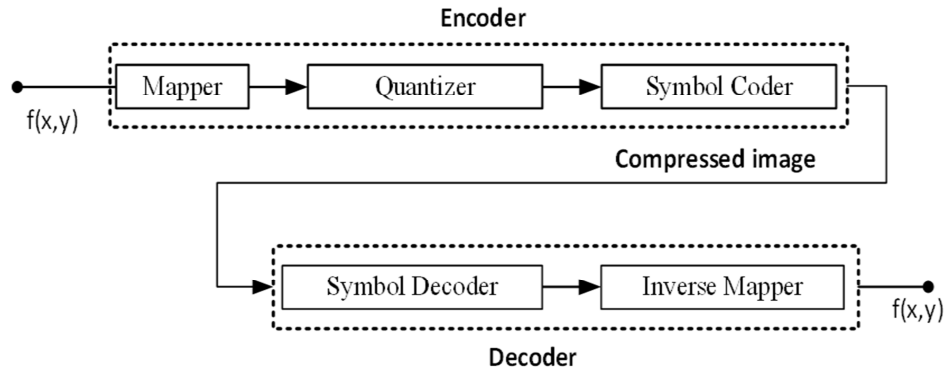 Encoder
Mapper
Quantizer
Symbol Coder
f(x,y)
Compressed image
Symbol Decoder
Inverse Mapper
f(x,y)
Decoder